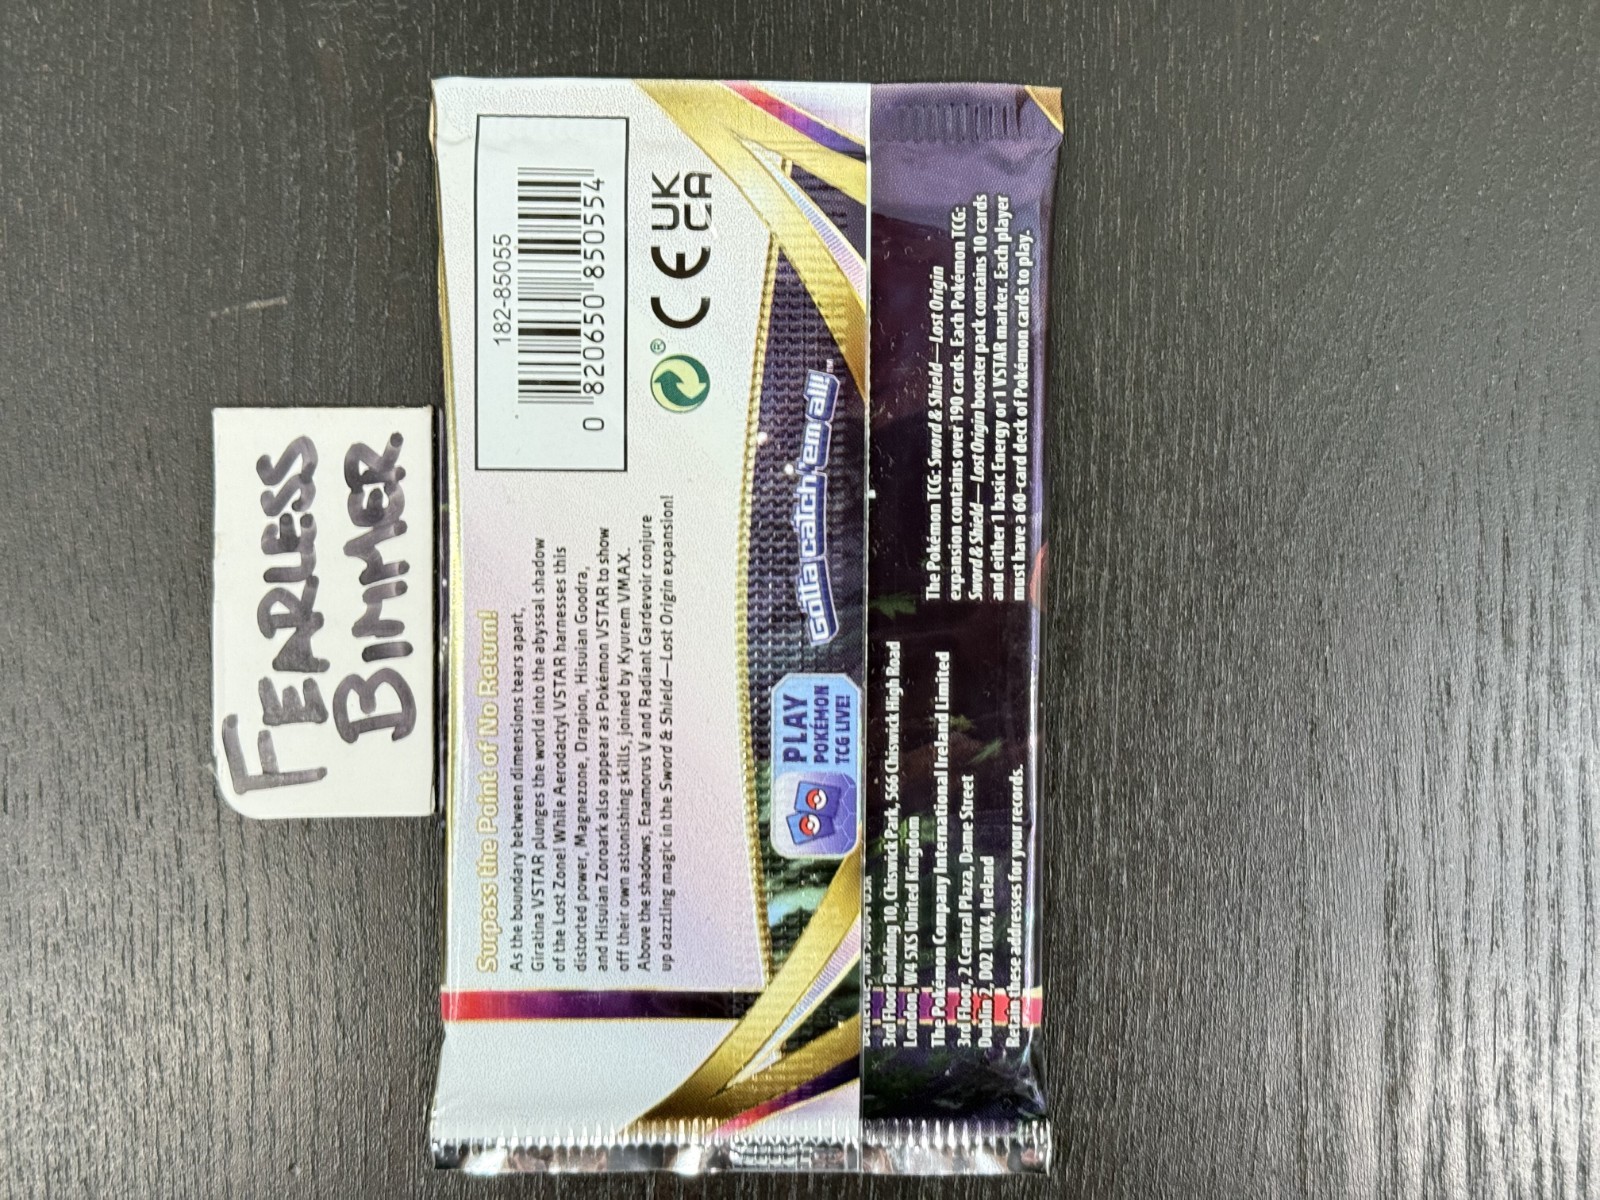 FEARLESS
BIMMER
Surpass the Point of No Return!
As the boundary between dimensions tears apart,
Giratina VSTAR plunges the world into the abyssal shadow
of the Lost Zone! While Aerodactyl VSTAR harnesses this
distorted power, Magnezone, Drapion, Hisuian Goodra,
and Hisuian Zoroark also appear as Pokémon VSTAR to show
off their own astonishing skills, joined by Kyurem VMAX.
Above the shadows, Enamorus V and Radiant Gardevoir conjure
up dazzling magic in the Sword & Shield—Lost Origin expansion!
182-85055
0 820650 850554
®
CE
UK
CA
PLAY
POKÉMON
TCG LIVE!
Gotta catch 'em all!™
3rd Floor Building 10, Chiswick Park, 566 Chiswick High Road
London, W4 5XS United Kingdom
The Pokémon Company International Ireland Limited
3rd Floor, 2 Central Plaza, Dame Street
Dublin 2, D02 T0X4, Ireland
Retain these addresses for your records.
The Pokémon TCG: Sword & Shield—Lost Origin
expansion contains over 190 cards. Each Pokémon TCG:
Sword & Shield—Lost Origin booster pack contains 10 cards
and either 1 basic Energy or 1 VSTAR marker. Each player
must have a 60-card deck of Pokémon cards to play.